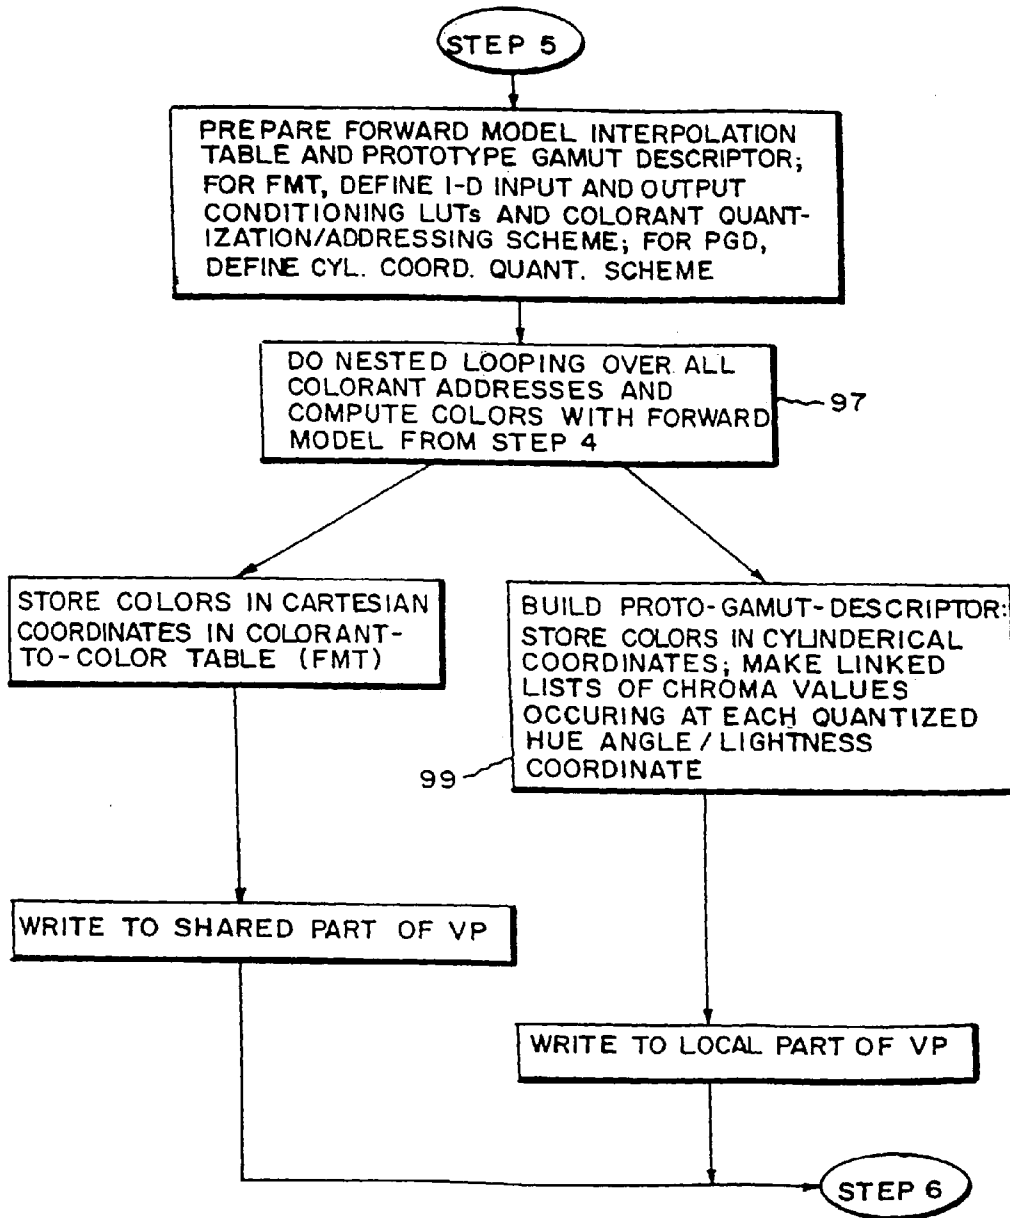 STEP 5
PREPARE FORWARD MODEL INTERPOLATION
TABLE AND PROTOTYPE GAMUT DESCRIPTOR;
FOR FMT, DEFINE 1-D INPUT AND OUTPUT
CONDITIONING LUTs AND COLORANT QUANT-
IZATION/ADDRESSING SCHEME; FOR PGD,
DEFINE CYL. COORD. QUANT. SCHEME
DO NESTED LOOPING OVER ALL
COLORANT ADDRESSES AND
COMPUTE COLORS WITH FORWARD
MODEL FROM STEP 4
97
STORE COLORS IN CARTESIAN
COORDINATES IN COLORANT-
TO-COLOR TABLE (FMT)
BUILD PROTO-GAMUT-DESCRIPTOR:
STORE COLORS IN CYLINDERICAL
COORDINATES; MAKE LINKED
LISTS OF CHROMA VALUES
OCCURING AT EACH QUANTIZED
HUE ANGLE/LIGHTNESS
COORDINATE
99
WRITE TO SHARED PART OF VP
WRITE TO LOCAL PART OF VP
STEP 6